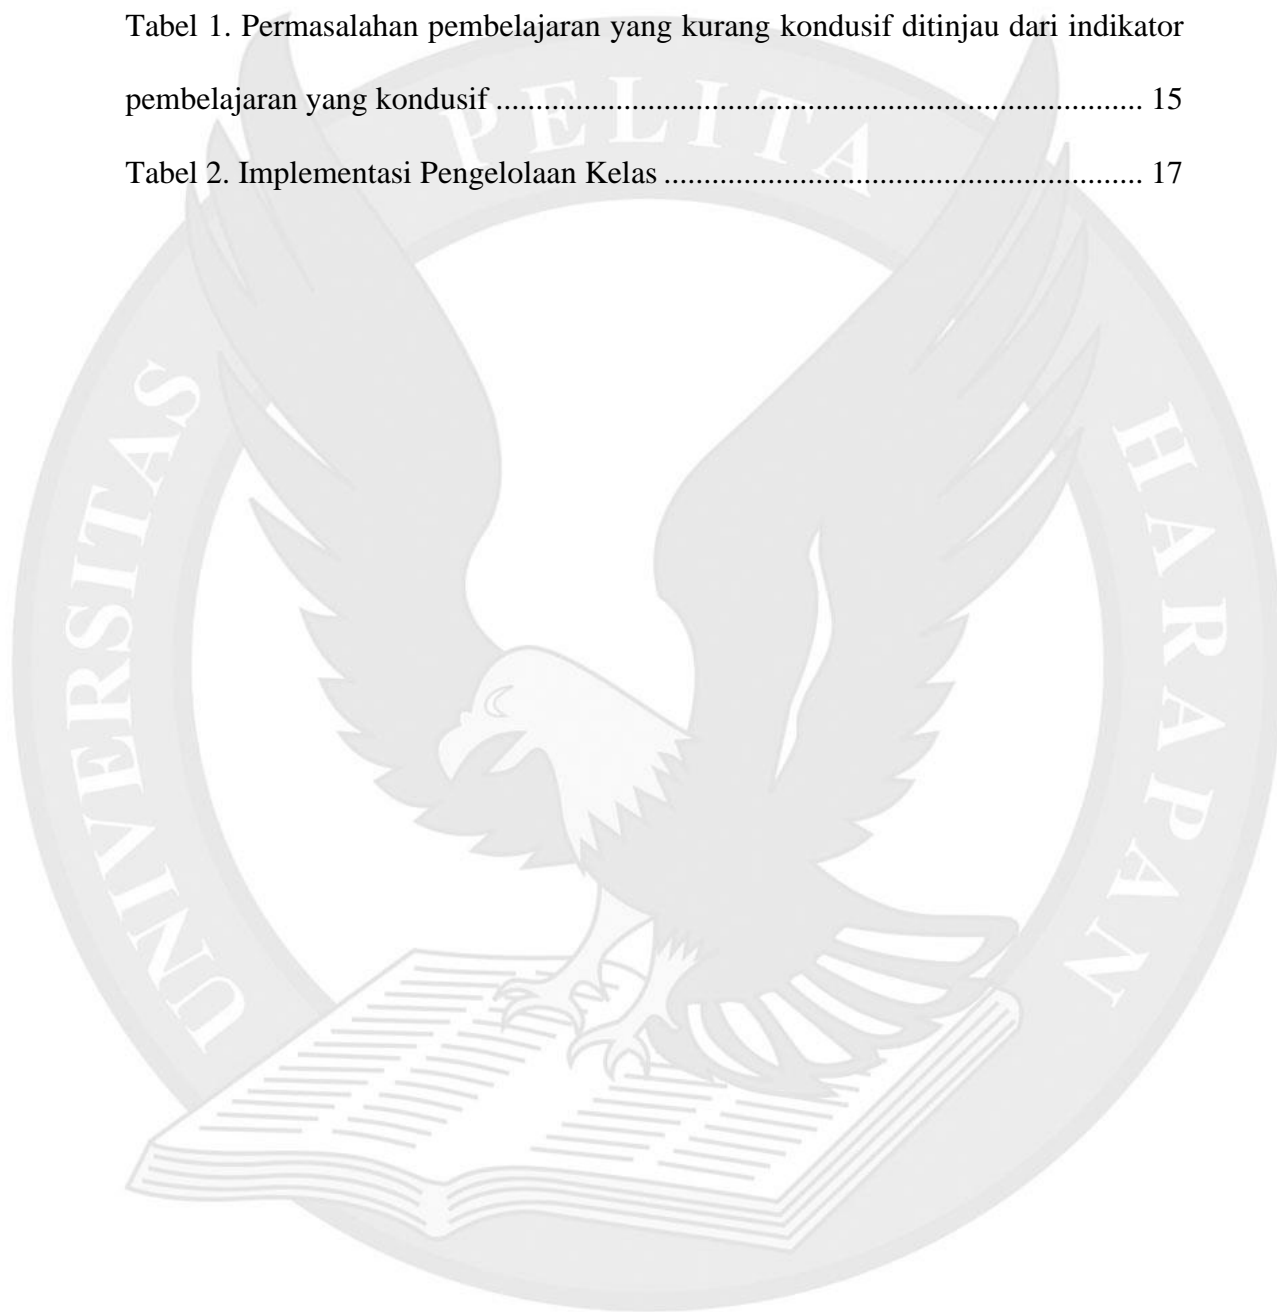 Tabel 1. Permasalahan pembelajaran yang kurang kondusif ditinjau dari indikator
pembelajaran yang kondusif ................................................................................. 15
Tabel 2. Implementasi Pengelolaan Kelas ............................................................ 17
UNIVERSITAS PELITA HARAPAN